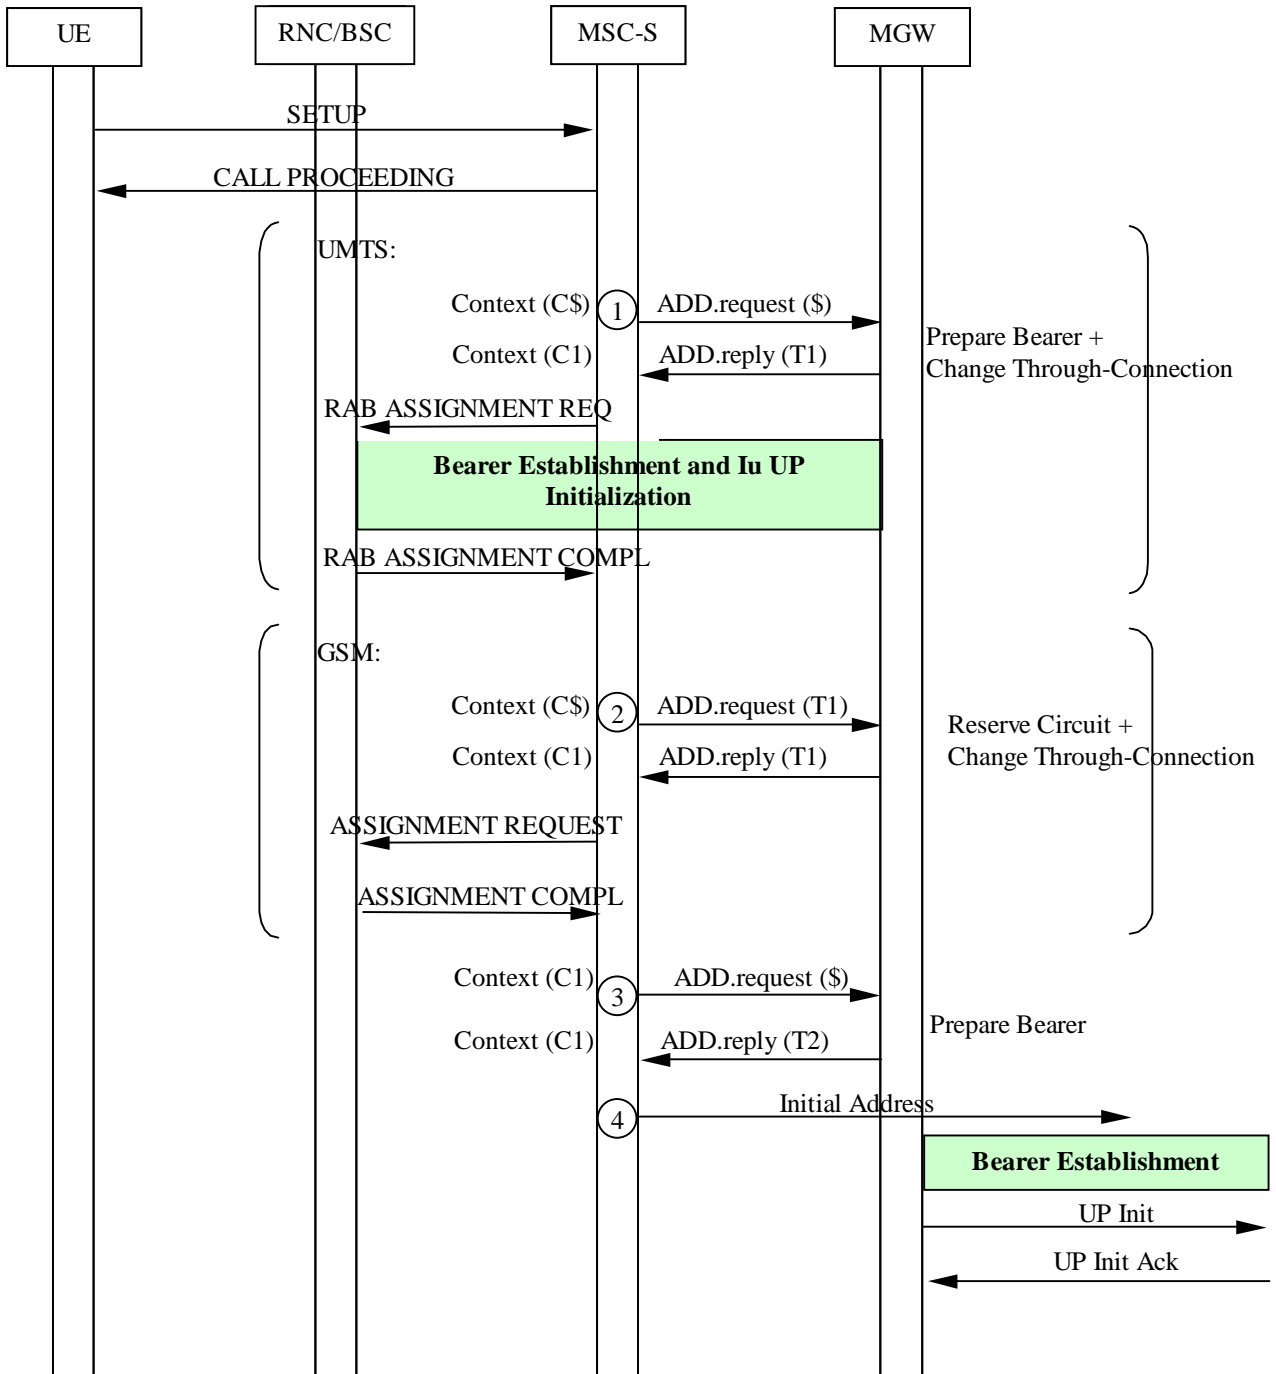 UE
RNC/BSC
MSC-S
MGW
SETUP
CALL PROCEEDING
UMTS:
Context (C$)
1
ADD.request ($)
Prepare Bearer +
Change Through-Connection
Context (C1)
ADD.reply (T1)
RAB ASSIGNMENT REQ
Bearer Establishment and Iu UP
Initialization
RAB ASSIGNMENT COMPL
GSM:
Context (C$)
2
ADD.request (T1)
Reserve Circuit +
Change Through-Connection
Context (C1)
ADD.reply (T1)
ASSIGNMENT REQUEST
ASSIGNMENT COMPL
Context (C1)
3
ADD.request ($)
Prepare Bearer
Context (C1)
ADD.reply (T2)
4
Initial Address
Bearer Establishment
UP Init
UP Init Ack